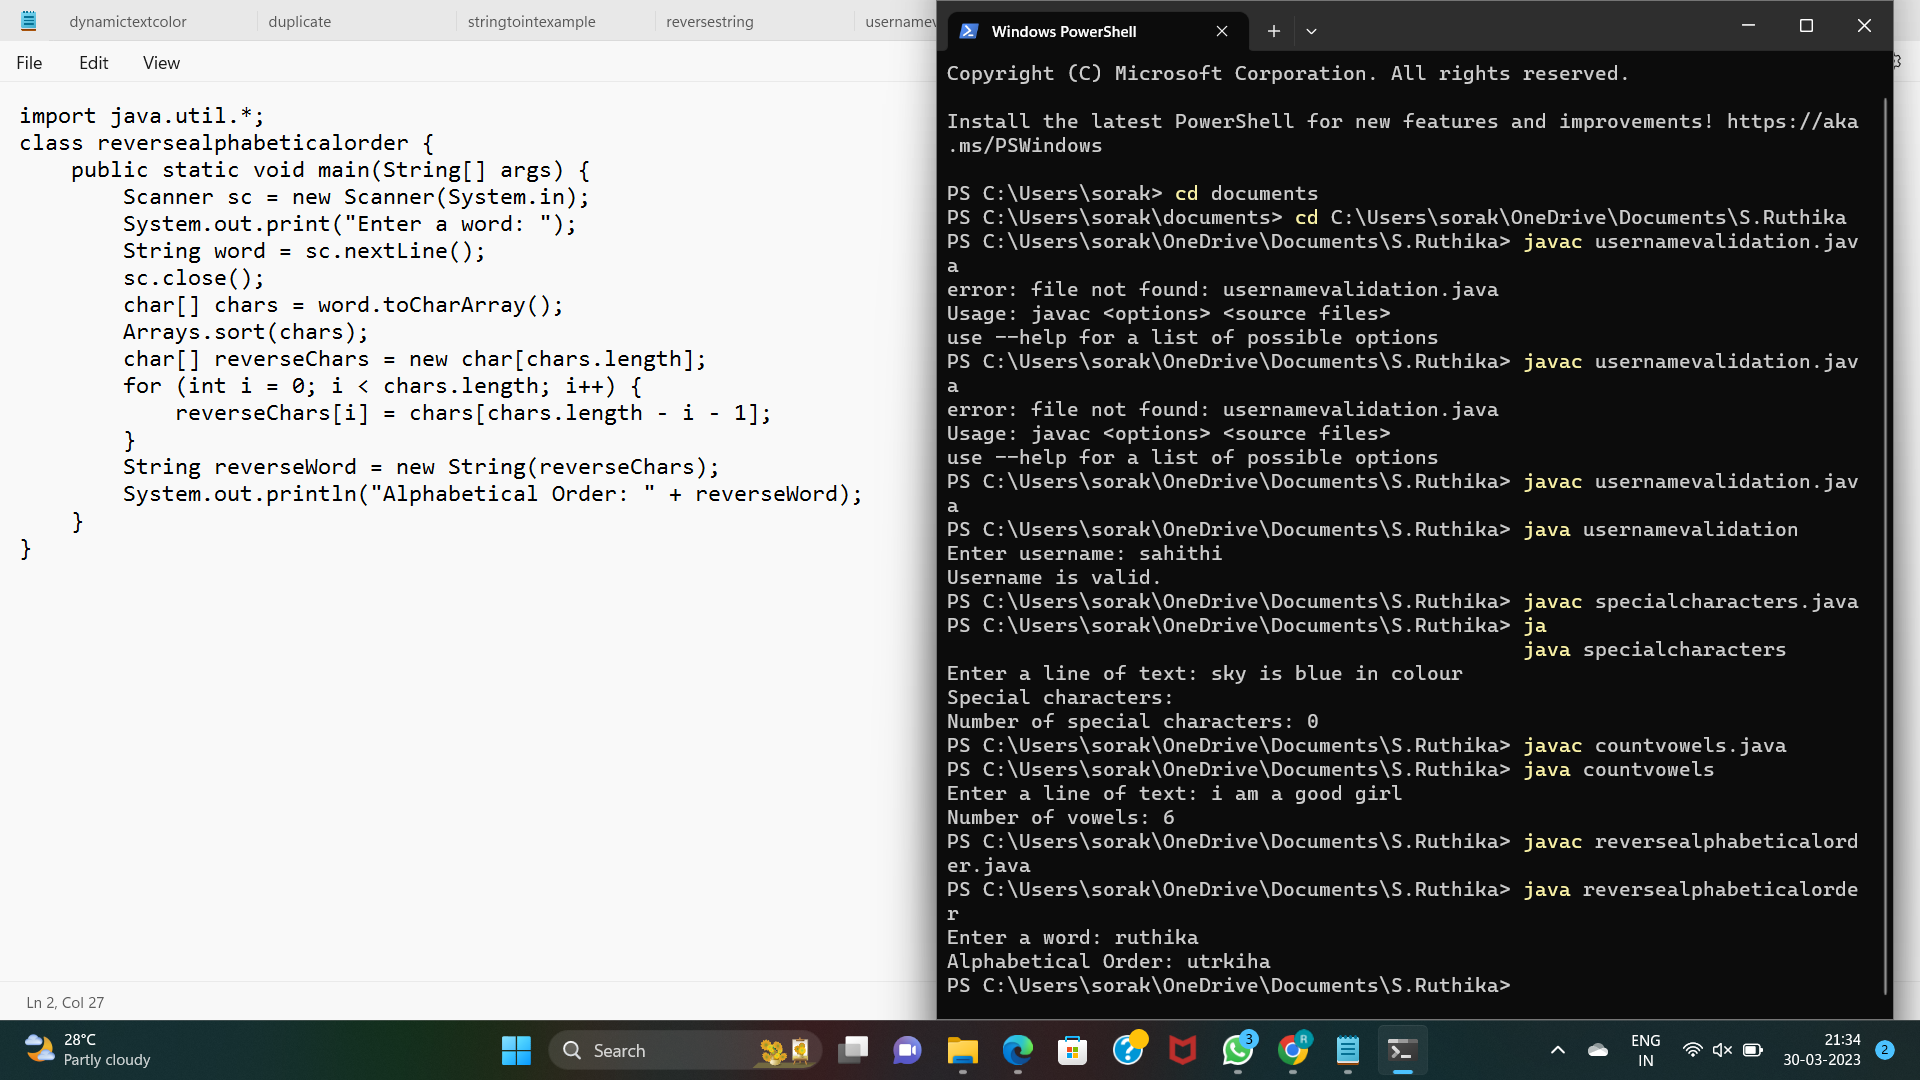 dynamictextcolor
duplicate
stringtointexample
reversestring
File
Edit
View
import java.util.*;
class reversealphabeticalorder {
public static void main(String[] args) {
Scanner sc = new Scanner(System.in);
System.out.print("Enter a word: ");
String word = sc.nextLine();
sc.close();
char[] chars = word.toCharArray();
Arrays.sort(chars);
char[] reverseChars = new char[chars.length];
for (int i = 0; i < chars.length; i++) {
reverseChars[i] = chars[chars.length - i - 1];
}
String reverseWord = new String(reverseChars);
System.out.println("Alphabetical Order: " + reverseWord);
}
}
Ln 2, Col 27
Windows PowerShell
Copyright (C) Microsoft Corporation. All rights reserved.
Install the latest PowerShell for new features and improvements! https://aka
.ms/PSWindows
PS C:\Users\sorak> cd documents
PS C:\Users\sorak\documents> cd C:\Users\sorak\OneDrive\Documents\S.Ruthika
PS C:\Users\sorak\OneDrive\Documents\S.Ruthika> javac usernamevalidation.jav
a
error: file not found: usernamevalidation.java
Usage: javac <options> <source files>
use --help for a list of possible options
PS C:\Users\sorak\OneDrive\Documents\S.Ruthika> javac usernamevalidation.jav
a
error: file not found: usernamevalidation.java
Usage: javac <options> <source files>
use --help for a list of possible options
PS C:\Users\sorak\OneDrive\Documents\S.Ruthika> javac usernamevalidation.jav
a
PS C:\Users\sorak\OneDrive\Documents\S.Ruthika> java usernamevalidation
Enter username: sahithi
Username is valid.
PS C:\Users\sorak\OneDrive\Documents\S.Ruthika> javac specialcharacters.java
PS C:\Users\sorak\OneDrive\Documents\S.Ruthika> ja
java specialcharacters
Enter a line of text: sky is blue in colour
Special characters:
Number of special characters: 0
PS C:\Users\sorak\OneDrive\Documents\S.Ruthika> javac countvowels.java
PS C:\Users\sorak\OneDrive\Documents\S.Ruthika> java countvowels
Enter a line of text: i am a good girl
Number of vowels: 6
PS C:\Users\sorak\OneDrive\Documents\S.Ruthika> javac reversealphabeticalord
er.java
PS C:\Users\sorak\OneDrive\Documents\S.Ruthika> java reversealphabeticalorde
r
Enter a word: ruthika
Alphabetical Order: utrkiha
PS C:\Users\sorak\OneDrive\Documents\S.Ruthika>
28°C
Partly cloudy
Search
3
R
ENG
IN
21:34
30-03-2023
2